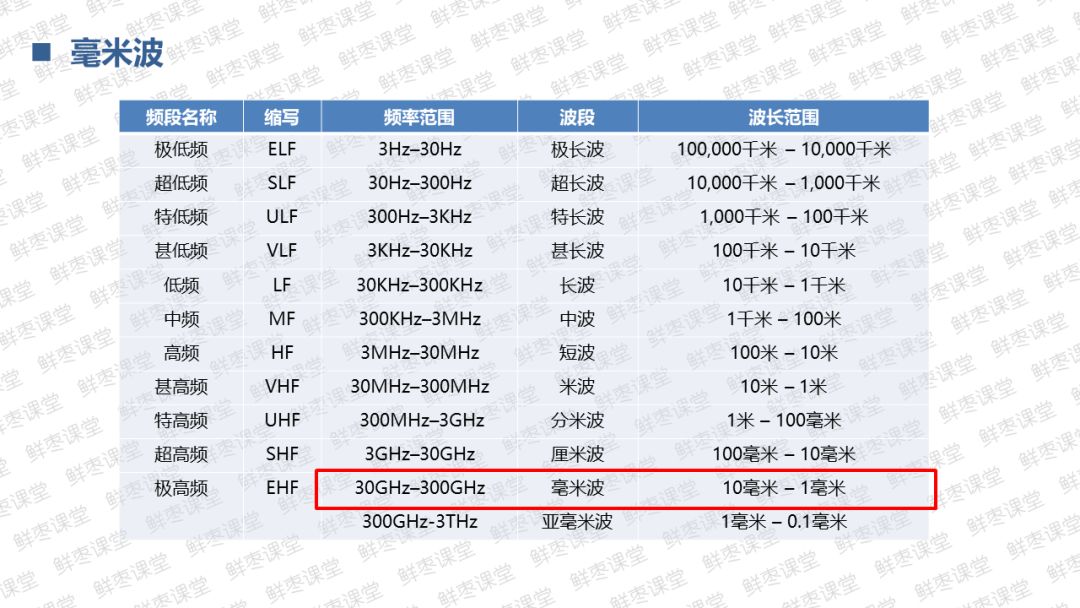 毫米波
频段名称 缩写 频率范围 波段 波长范围
极低频 ELF 3Hz–30Hz 极长波 100,000千米 – 10,000千米
超低频 SLF 30Hz–300Hz 超长波 10,000千米 – 1,000千米
特低频 ULF 300Hz–3KHz 特长波 1,000千米 – 100千米
甚低频 VLF 3KHz–30KHz 甚长波 100千米 – 10千米
低频 LF 30KHz–300KHz 长波 10千米 – 1千米
中频 MF 300KHz–3MHz 中波 1千米 – 100米
高频 HF 3MHz–30MHz 短波 100米 – 10米
甚高频 VHF 30MHz–300MHz 米波 10米 – 1米
特高频 UHF 300MHz–3GHz 分米波 1米 – 100毫米
超高频 SHF 3GHz–30GHz 厘米波 100毫米 – 10毫米
极高频 EHF 30GHz–300GHz 毫米波 10毫米 – 1毫米
300GHz-3THz 亚毫米波 1毫米 – 0.1毫米
鲜枣课堂